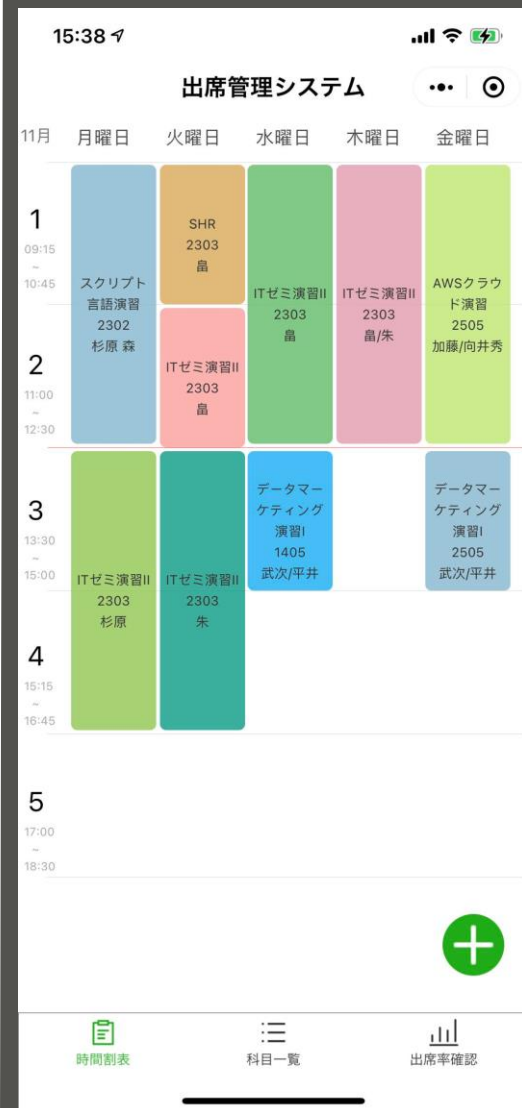 15:38
出席管理システム
11月
月曜日
火曜日
水曜日
木曜日
金曜日
1
09:15
~
10:45
2
11:00
~
12:30
3
13:30
~
15:00
4
15:15
~
16:45
5
17:00
~
18:30
スクリプト
言語演習
2302
杉原 森
ITゼミ演習II
2303
杉原
SHR
2303
畠
ITゼミ演習II
2303
畠
ITゼミ演習II
2303
朱
ITゼミ演習II
2303
畠
データマー
ケティング
演習I
1405
武次/平井
ITゼミ演習II
2303
畠/朱
AWSクラウ
ド演習
2505
加藤/向井秀
データマー
ケティング
演習I
2505
武次/平井
時間割表
科目一覧
出席率確認